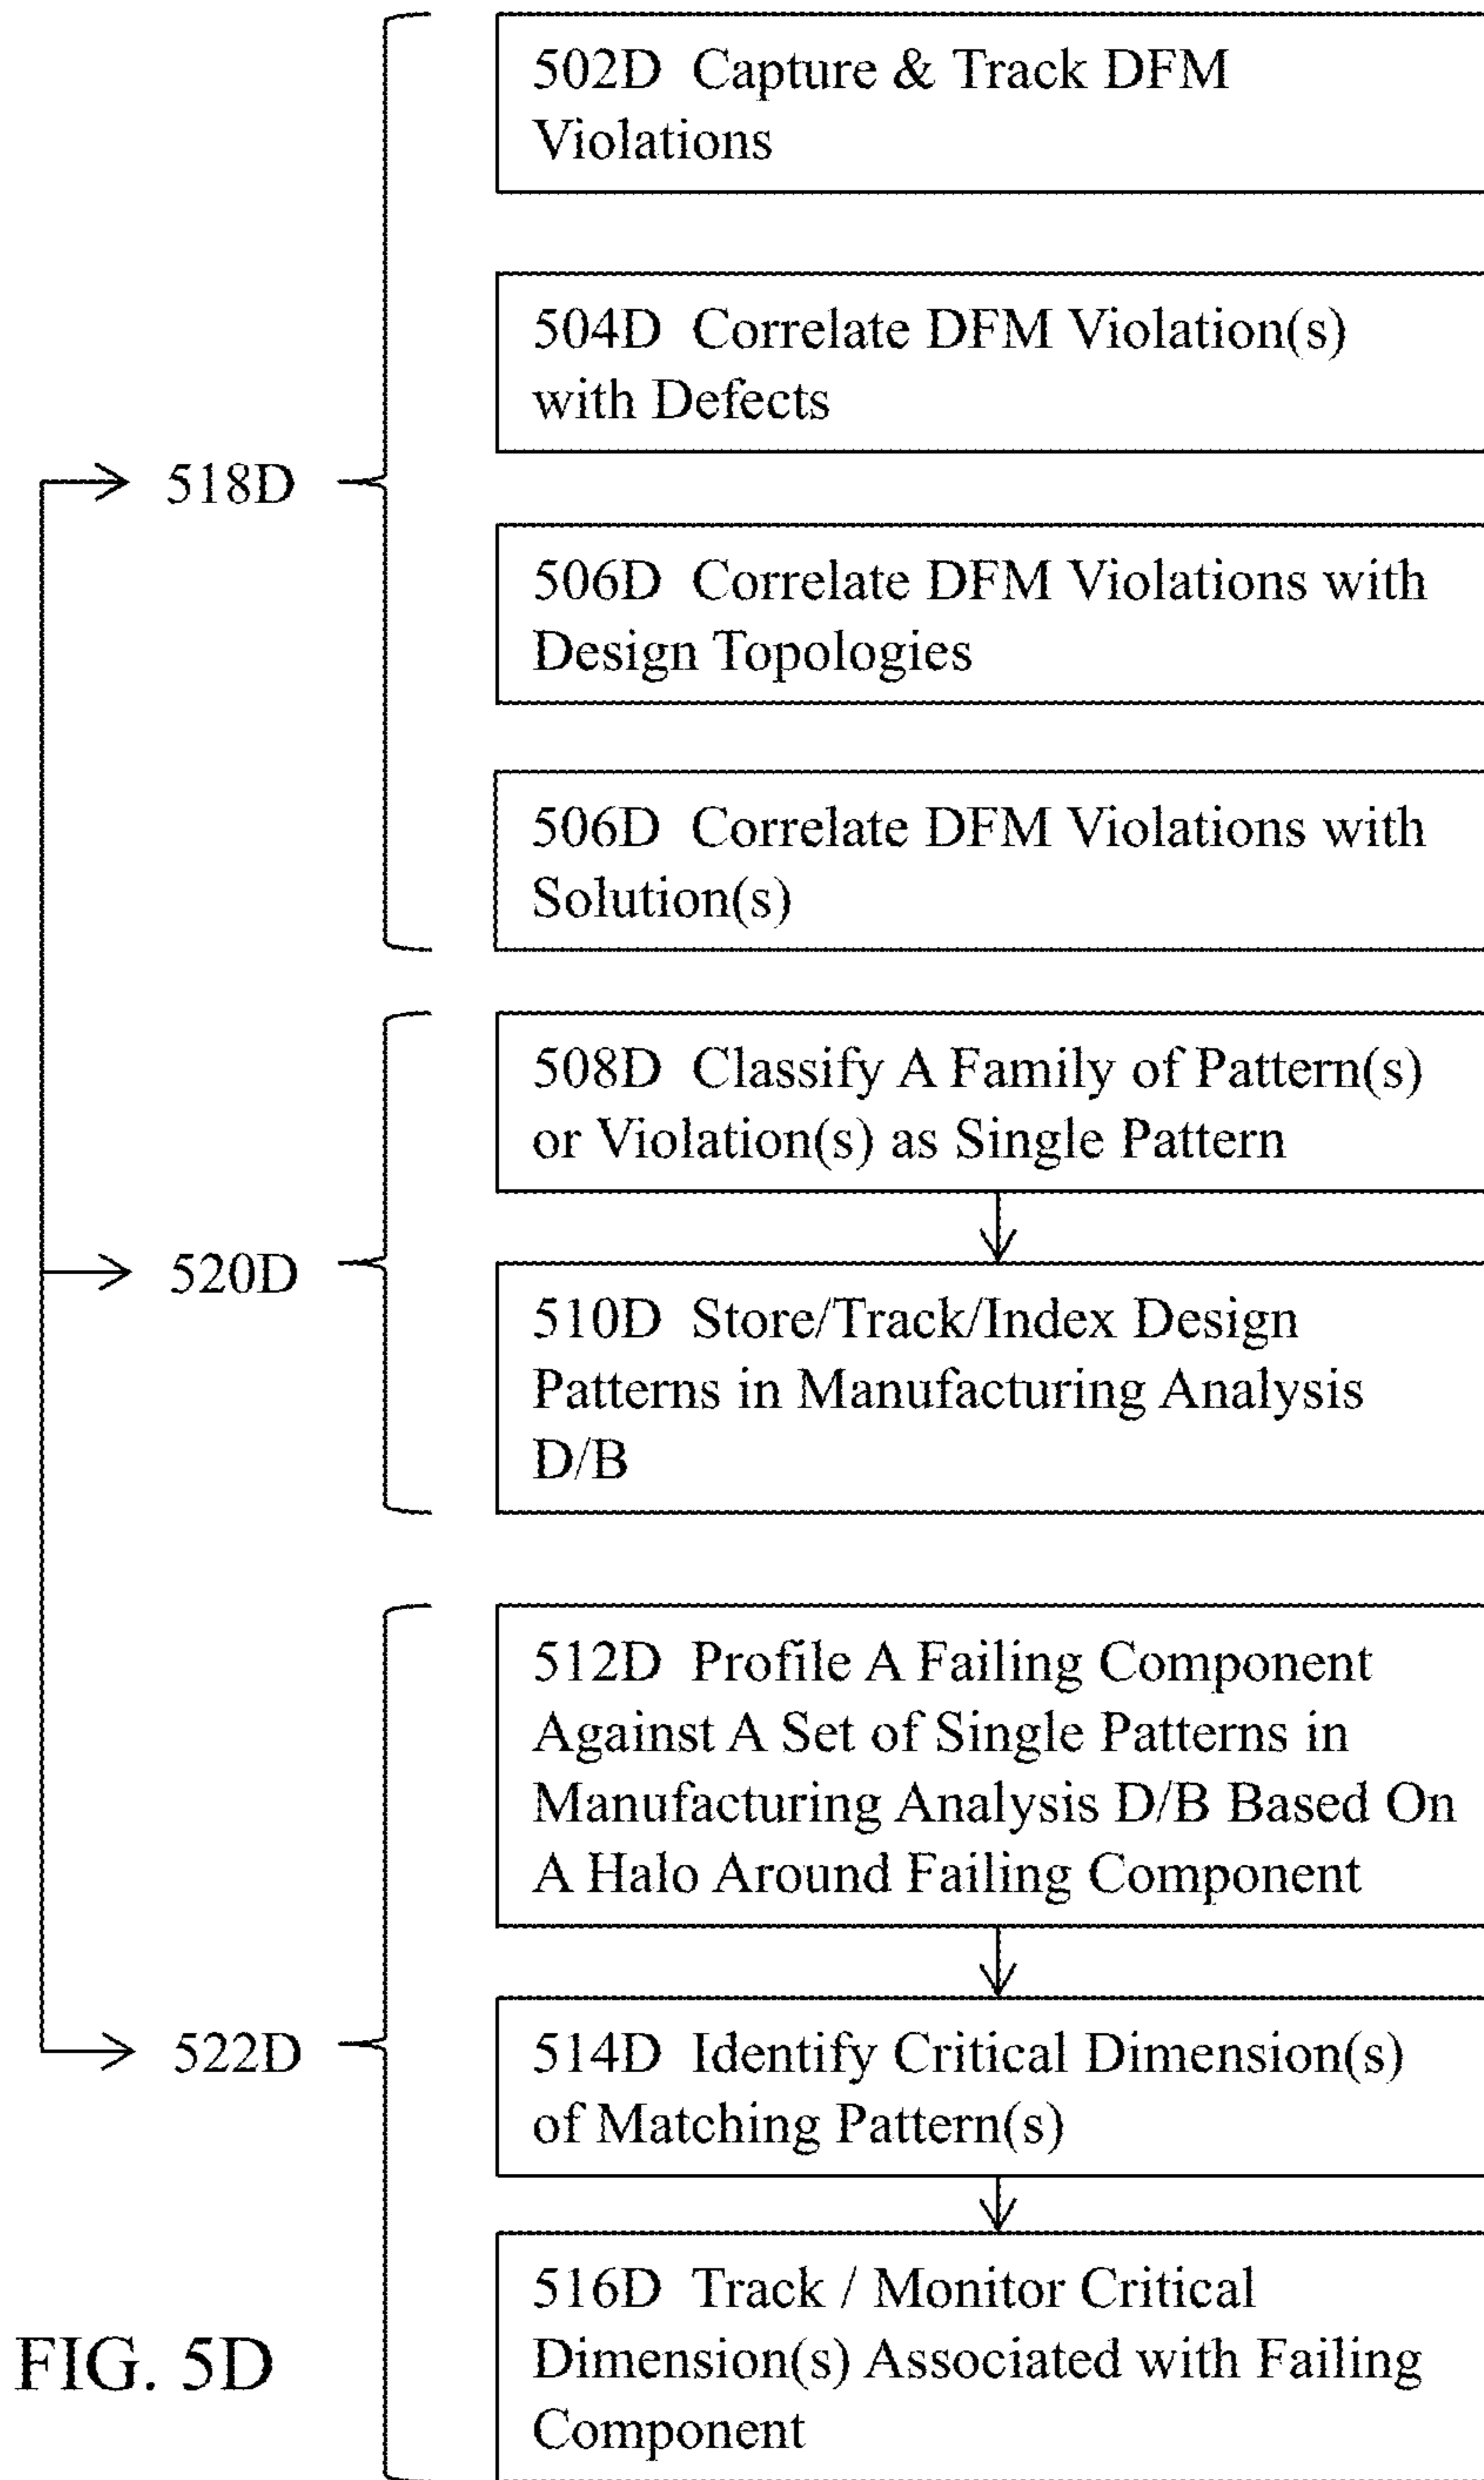 502D Capture & Track DFM
Violations
504D Correlate DFM Violation(s)
with Defects
518D
506D Correlate DFM Violations with
Design Topologies
506D Correlate DFM Violations with
Solution(s)
508D Classify A Family of Pattern(s)
or Violation(s) as Single Pattern
520D
510D Store/Track/Index Design
Patterns in Manufacturing Analysis
D/B
512D Profile A Failing Component
Against A Set of Single Patterns in
Manufacturing Analysis D/B Based On
A Halo Around Failing Component
522D
514D Identify Critical Dimension(s)
of Matching Pattern(s)
516D Track / Monitor Critical
Dimension(s) Associated with Failing
Component
FIG. 5D